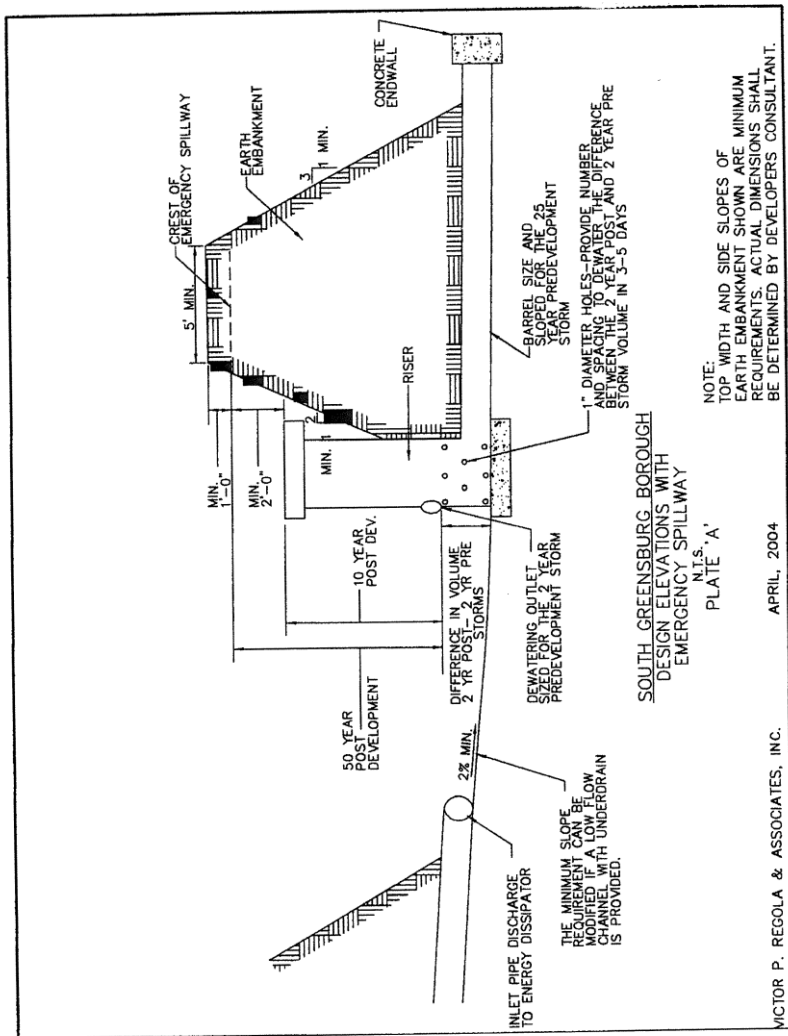 CREST OF
EMERGENCY SPILLWAY
EARTH
EMBANKMENT
5' MIN.
3
1 MIN.
CONCRETE
ENDWALL
MIN.
1'-0"
MIN.
2'-0"
2
MIN. 1
RISER
10 YEAR
POST DEV.
50 YEAR
POST
DEVELOPMENT
DIFFERENCE IN VOLUME
2 YR POST- 2 YR PRE
STORMS
BARREL SIZE AND
SLOPED FOR THE 25
YEAR PREDEVELOPMENT
STORM
1" DIAMETER HOLES-PROVIDE NUMBER
AND SPACING TO DEWATER THE DIFFERENCE
BETWEEN THE 2 YEAR POST AND 2 YEAR PRE
STORM VOLUME IN 3-5 DAYS
DEWATERING OUTLET
SIZED FOR THE 2 YEAR
PREDEVELOPMENT STORM
2% MIN.
INLET PIPE DISCHARGE
TO ENERGY DISSIPATOR
THE MINIMUM SLOPE
REQUIREMENT CAN BE
MODIFIED IF A LOW FLOW
CHANNEL WITH UNDERDRAIN
IS PROVIDED.
SOUTH GREENSBURG BOROUGH
DESIGN ELEVATIONS WITH
EMERGENCY SPILLWAY
N.T.S.
PLATE 'A'
NOTE:
TOP WIDTH AND SIDE SLOPES OF
EARTH EMBANKMENT SHOWN ARE MINIMUM
REQUIREMENTS. ACTUAL DIMENSIONS SHALL
BE DETERMINED BY DEVELOPERS CONSULTANT.
VICTOR P. REGOLA & ASSOCIATES, INC.
APRIL, 2004